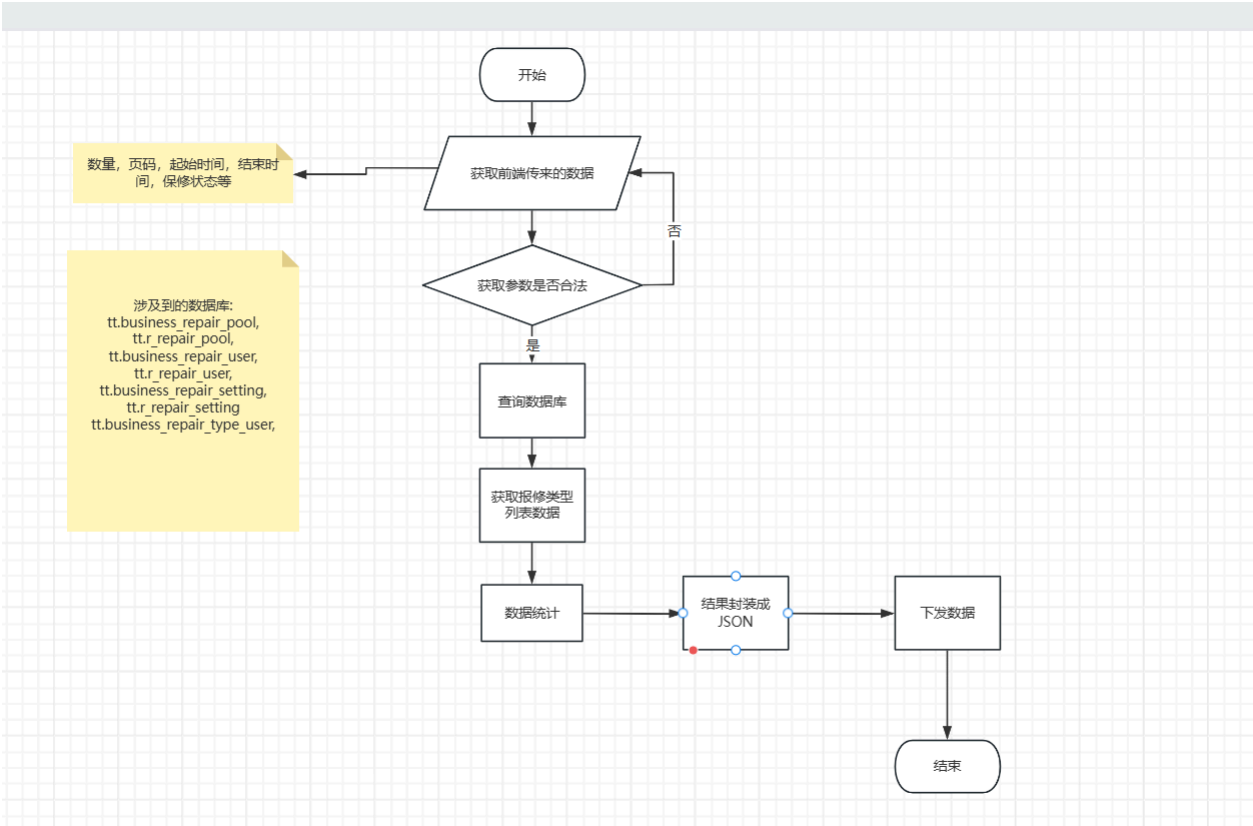 开始
获取前端传来的数据
数量，页码，起始时间，结束时
间，保修状态等
否
获取参数是否合法
涉及到的数据库:
tt.business_repair_pool,
tt.r_repair_pool,
tt.business_repair_user,
tt.r_repair_user,
tt.business_repair_setting,
tt.r_repair_setting
tt.business_repair_type_user,
是
查询数据库
获取报修类型
列表数据
数据统计
结果封装成
JSON
下发数据
结束